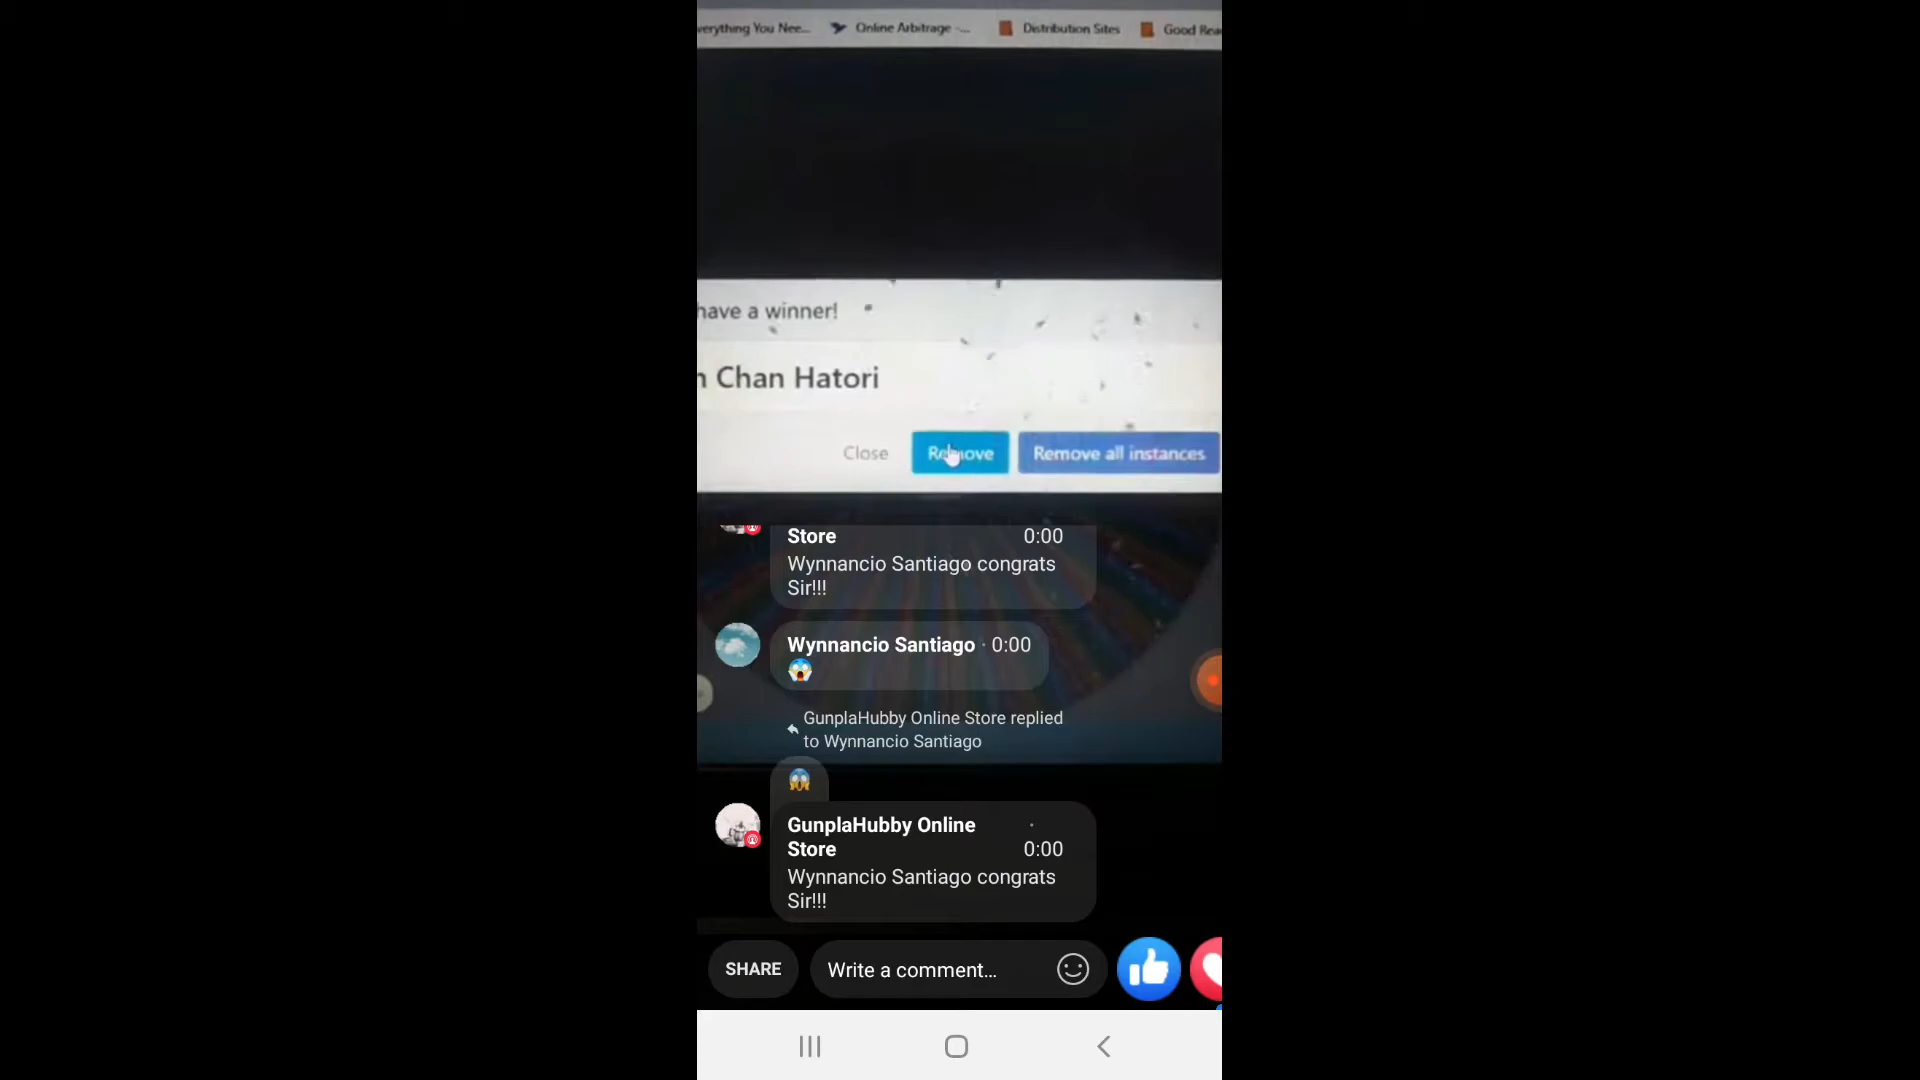 verything You Nee...
Online Arbitrage -...
Distribution Sites
Good Rea
have a winner!
n Chan Hatori
Close
Remove
Remove all instances
Store 0:00
Wynnancio Santiago congrats
Sir!!!
Wynnancio Santiago · 0:00
GunplaHubby Online Store replied
to Wynnancio Santiago
GunplaHubby Online ·
Store 0:00
Wynnancio Santiago congrats
Sir!!!
SHARE
Write a comment...